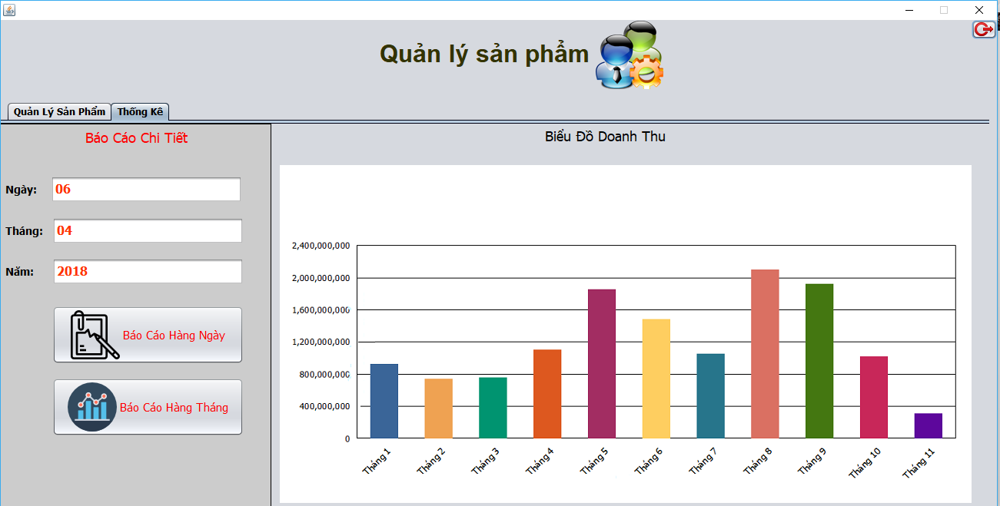 Quản lý sản phẩm
Quản Lý Sản Phẩm
Thống Kê
Báo Cáo Chi Tiết
Ngày:
06
Tháng:
04
Năm:
2018
Báo Cáo Hàng Ngày
Báo Cáo Hàng Tháng
Biểu Đồ Doanh Thu
2,400,000,000
2,000,000,000
1,600,000,000
1,200,000,000
800,000,000
400,000,000
0
Tháng 1
Tháng 2
Tháng 3
Tháng 4
Tháng 5
Tháng 6
Tháng 7
Tháng 8
Tháng 9
Tháng 10
Tháng 11